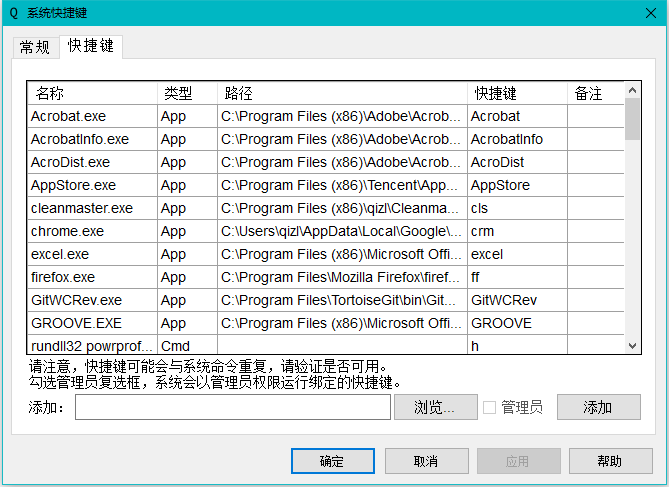 Q 系统快捷键
常规 快捷键
名称 类型 路径 快捷键 备注
Acrobat.exe App C:\Program Files (x86)\Adobe\Acrob... Acrobat
AcrobatInfo.exe App C:\Program Files (x86)\Adobe\Acrob... AcrobatInfo
AcroDist.exe App C:\Program Files (x86)\Adobe\Acrob... AcroDist
AppStore.exe App C:\Program Files (x86)\Tencent\App... AppStore
cleanmaster.exe App C:\Program Files (x86)\qizl\Cleanma... cls
chrome.exe App C:\Users\qizl\AppData\Local\Google\... crm
excel.exe App C:\Program Files (x86)\Microsoft Offi... excel
firefox.exe App C:\Program Files\Mozilla Firefox\firef... ff
GitWCRev.exe App C:\Program Files\TortoiseGit\bin\Git... GitWCRev
GROOVE.EXE App C:\Program Files (x86)\Microsoft Offi... GROOVE
rundll32 powrprof... Cmd h
请注意，快捷键可能会与系统命令重复，请验证是否可用。
勾选管理员复选框，系统会以管理员权限运行绑定的快捷键。
添加： 浏览... 管理员 添加
确定 取消 应用 帮助